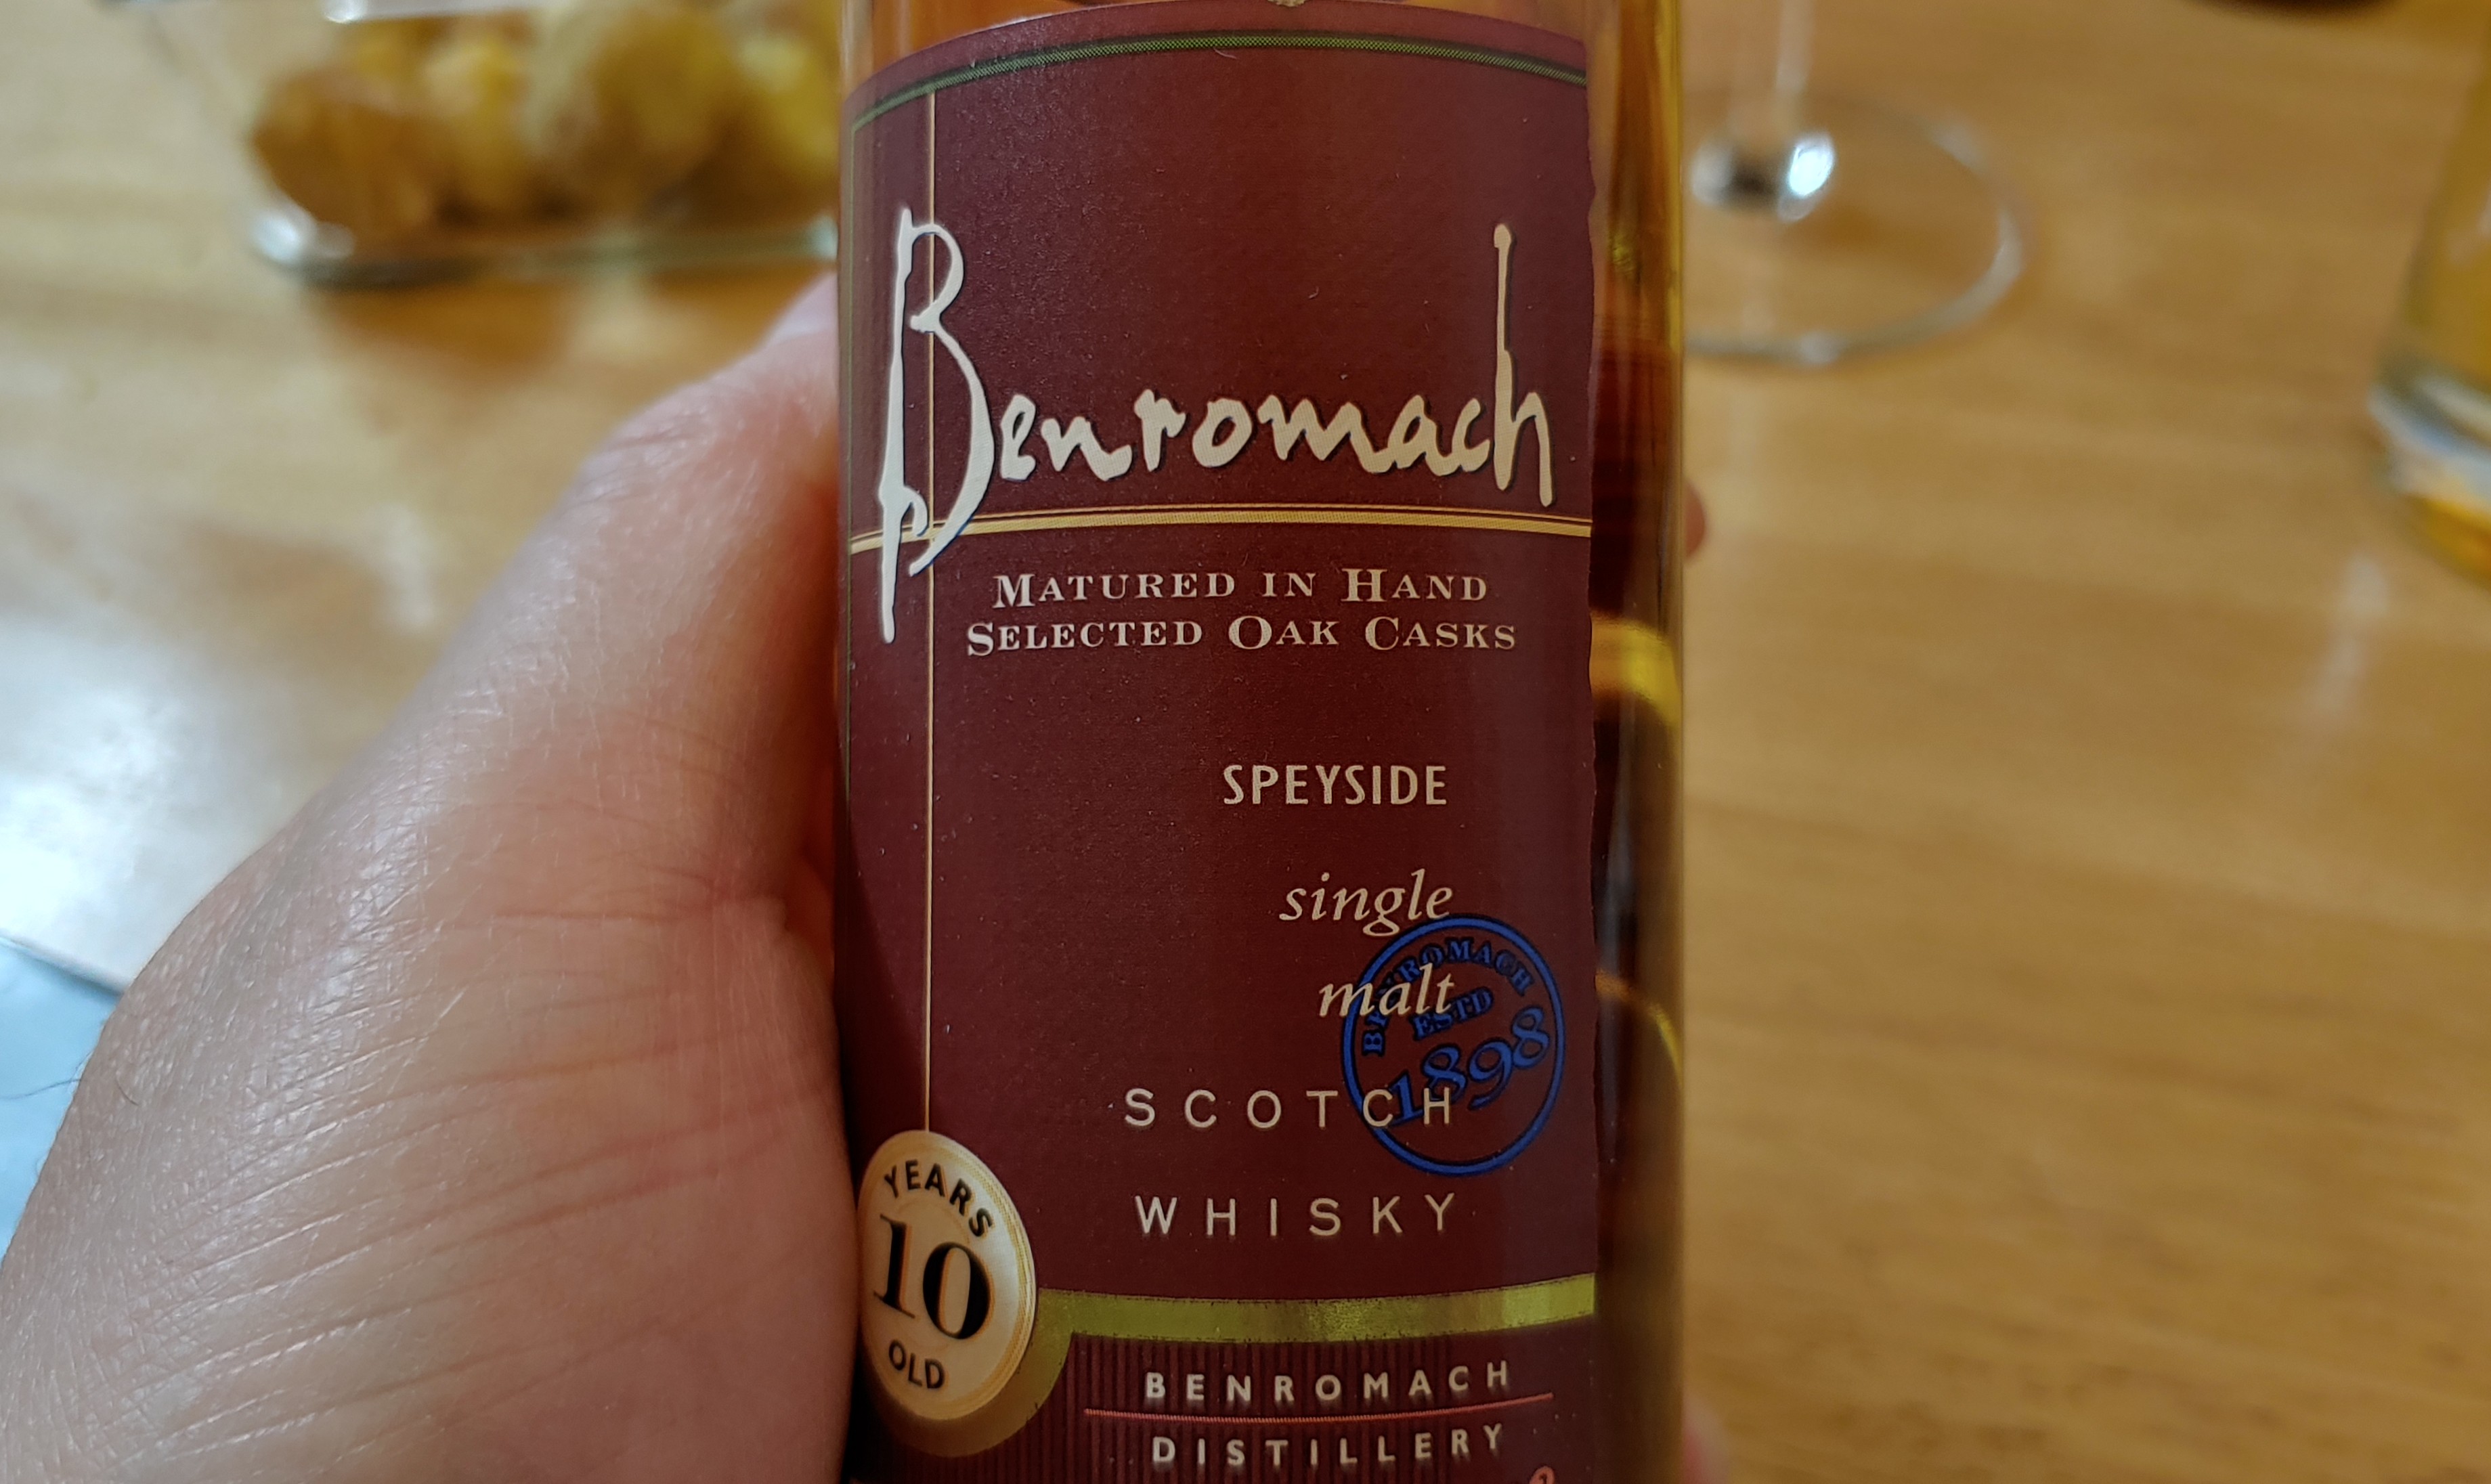 Benromach
MATURED IN HAND
SELECTED OAK CASKS
SPEYSIDE
single
malt
BENROMACH
ESTD
1898
SCOTCH
WHISKY
YEARS
10
OLD
BENROMACH
DISTILLERY